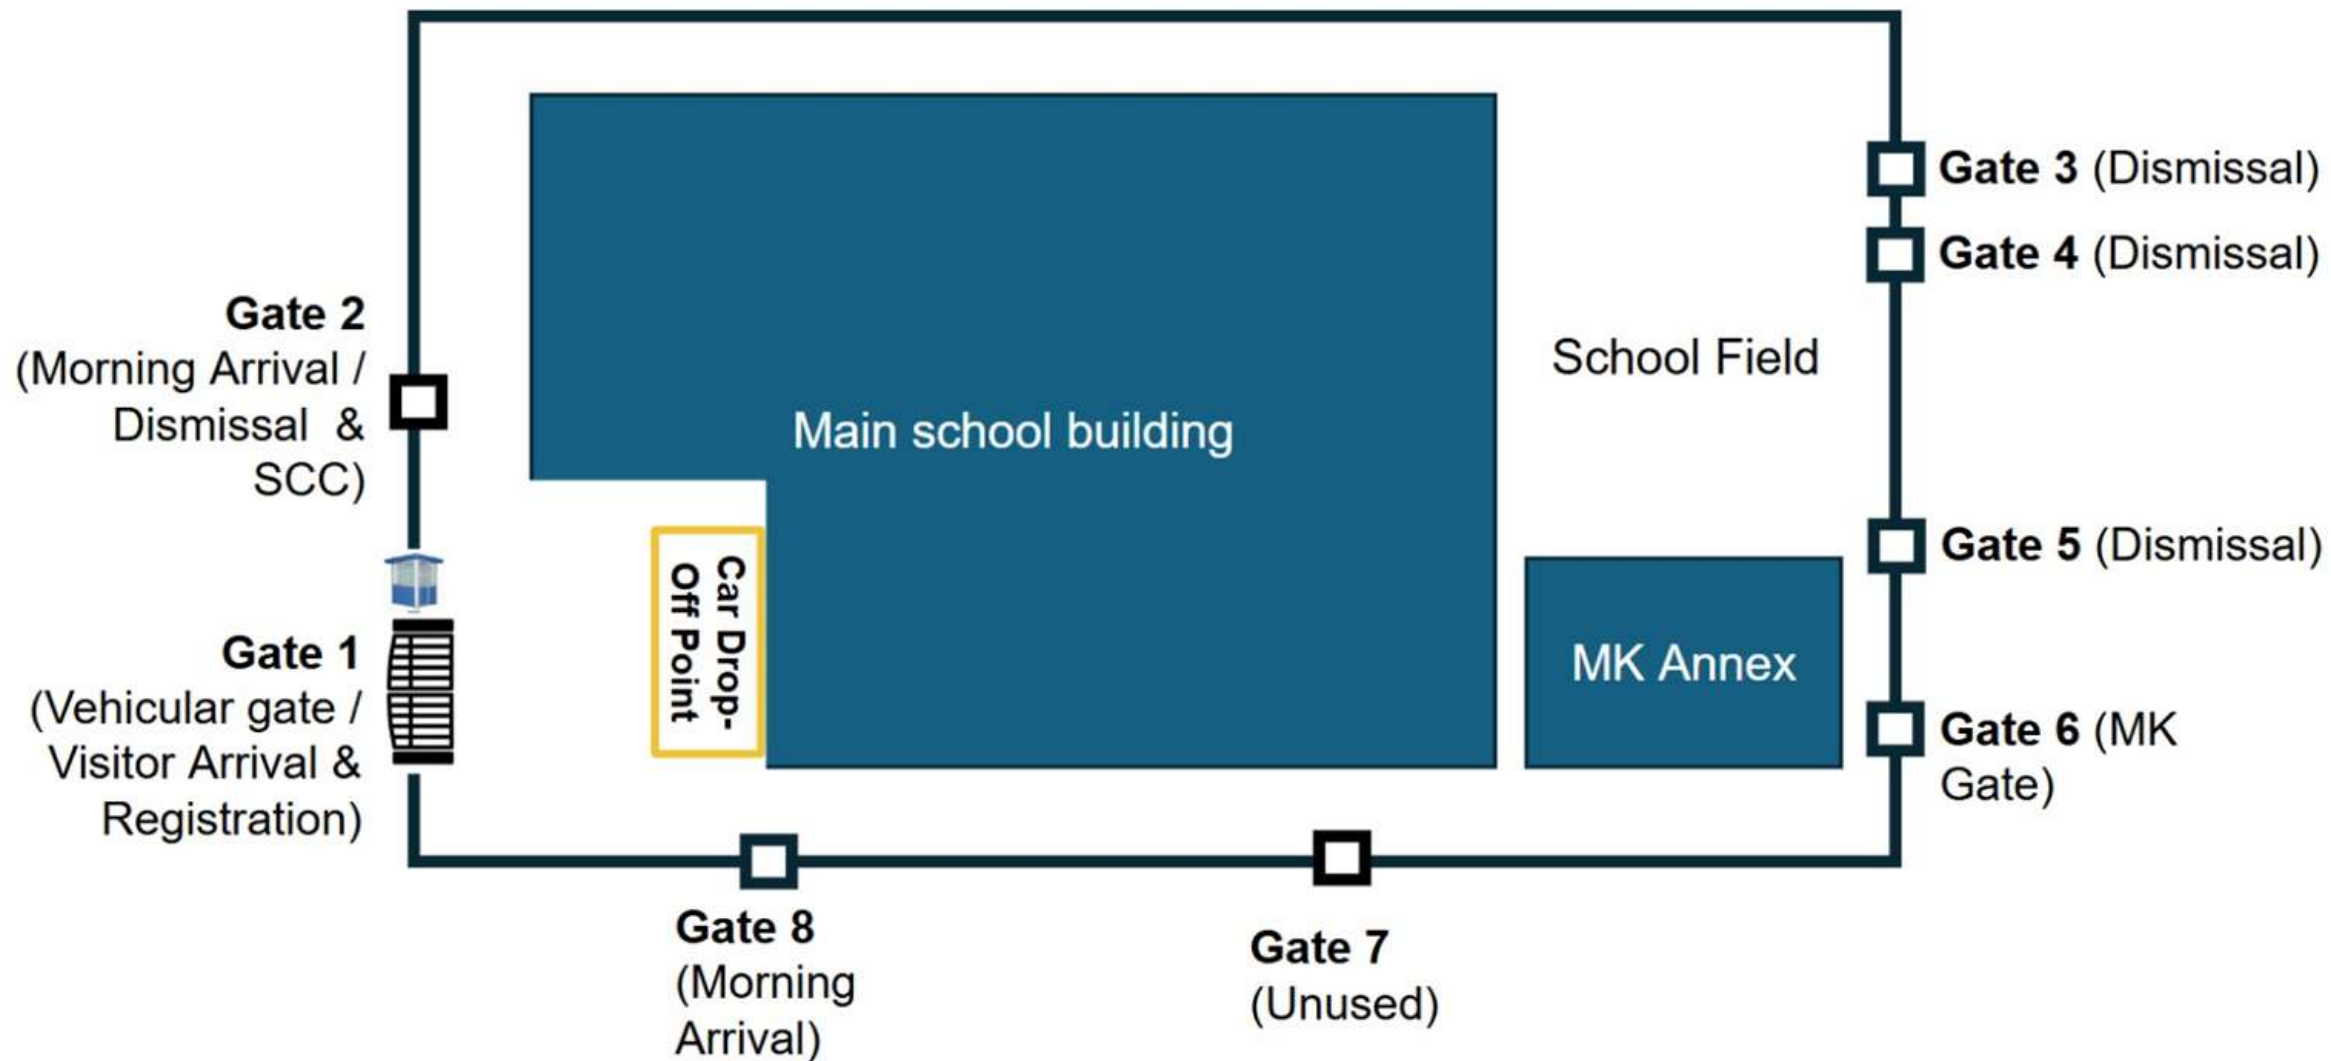 Gate 2
(Morning Arrival /
Dismissal  &
SCC)
Gate 1
(Vehicular gate /
Visitor Arrival &
Registration)
Main school building
Car Drop-
Off Point
School Field
MK Annex
Gate 3 (Dismissal)
Gate 4 (Dismissal)
Gate 5 (Dismissal)
Gate 6 (MK
Gate)
Gate 8
(Morning
Arrival)
Gate 7
(Unused)